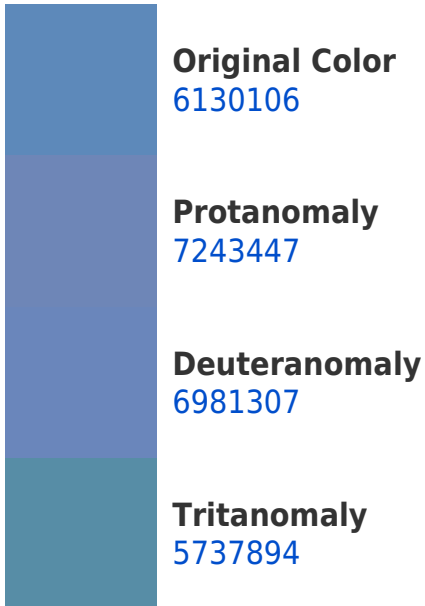 Original Color
6130106
Protanomaly
7243447
Deuteranomaly
6981307
Tritanomaly
5737894